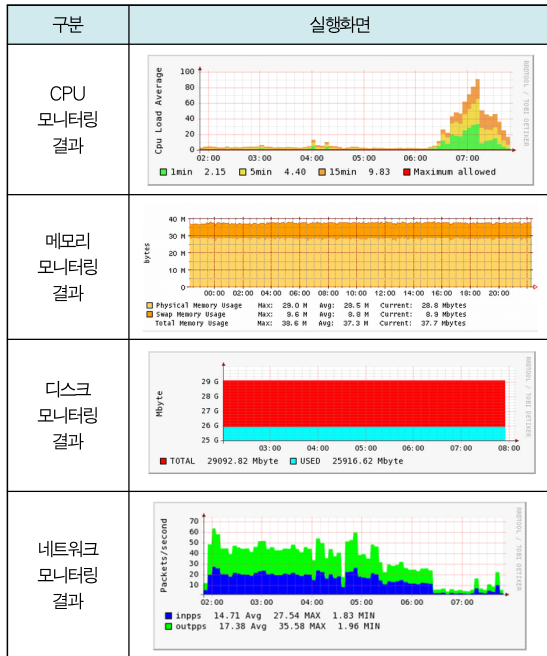 구분 실행화면
CPU
모니터링
결과
Cpu Load Average
100
80
60
40
20
0
02:00 03:00 04:00 05:00 06:00 07:00
1min 2.15 5min 4.40 15min 9.83 Maximum allowed
RRDTOOL / TOBI OETIKER
메모리
모니터링
결과
bytes
40 M
30 M
20 M
10 M
0
00:00 02:00 04:00 06:00 08:00 10:00 12:00 14:00 16:00 18:00 20:00
Physical Memory Usage Max: 29.0 M Avg: 28.5 M Current: 28.8 Mbytes
Swap Memory Usage Max: 9.6 M Avg: 8.8 M Current: 8.9 Mbytes
Total Memory Usage Max: 38.6 M Avg: 37.3 M Current: 37.7 Mbytes
디스크
모니터링
결과
Mbyte
29 G
28 G
27 G
26 G
25 G
03:00 04:00 05:00 06:00 07:00 08:00
TOTAL 29092.82 Mbyte USED 25916.62 Mbyte
RRDTOOL / TOBI OETIKER
네트워크
모니터링
결과
Packets/second
70
60
50
40
30
20
10
02:00 03:00 04:00 05:00 06:00 07:00
inpps 14.71 Avg 27.54 MAX 1.83 MIN
outpps 17.38 Avg 35.58 MAX 1.96 MIN
RRDTOOL / TOBI OETIKER